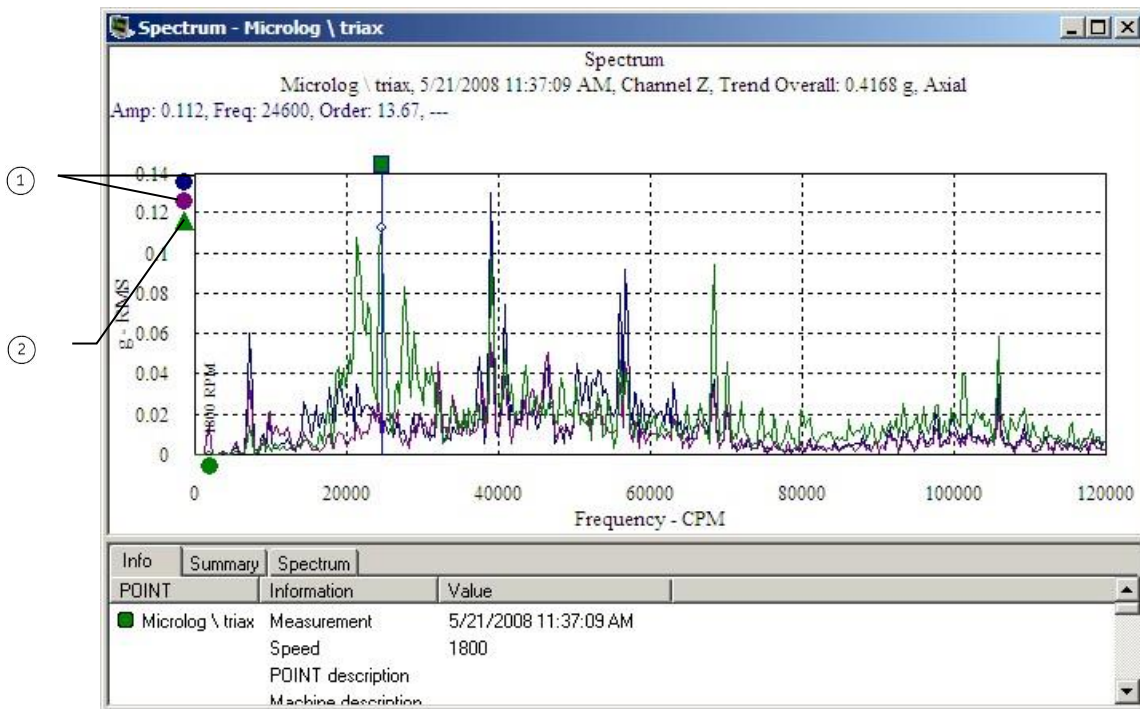 Spectrum - Microlog \ triax
Spectrum
Microlog \ triax, 5/21/2008 11:37:09 AM, Channel Z, Trend Overall: 0.4168 g, Axial
Amp: 0.112, Freq: 24600, Order: 13.67, ---
1
2
0.14
0.12
0.1
0.08
0.06
0.04
0.02
0
g - RMS
1800 RPM
0 20000 40000 60000 80000 100000 120000
Frequency - CPM
Info Summary Spectrum
POINT Information Value
Microlog \ triax Measurement 5/21/2008 11:37:09 AM
Speed 1800
POINT description
Machine description